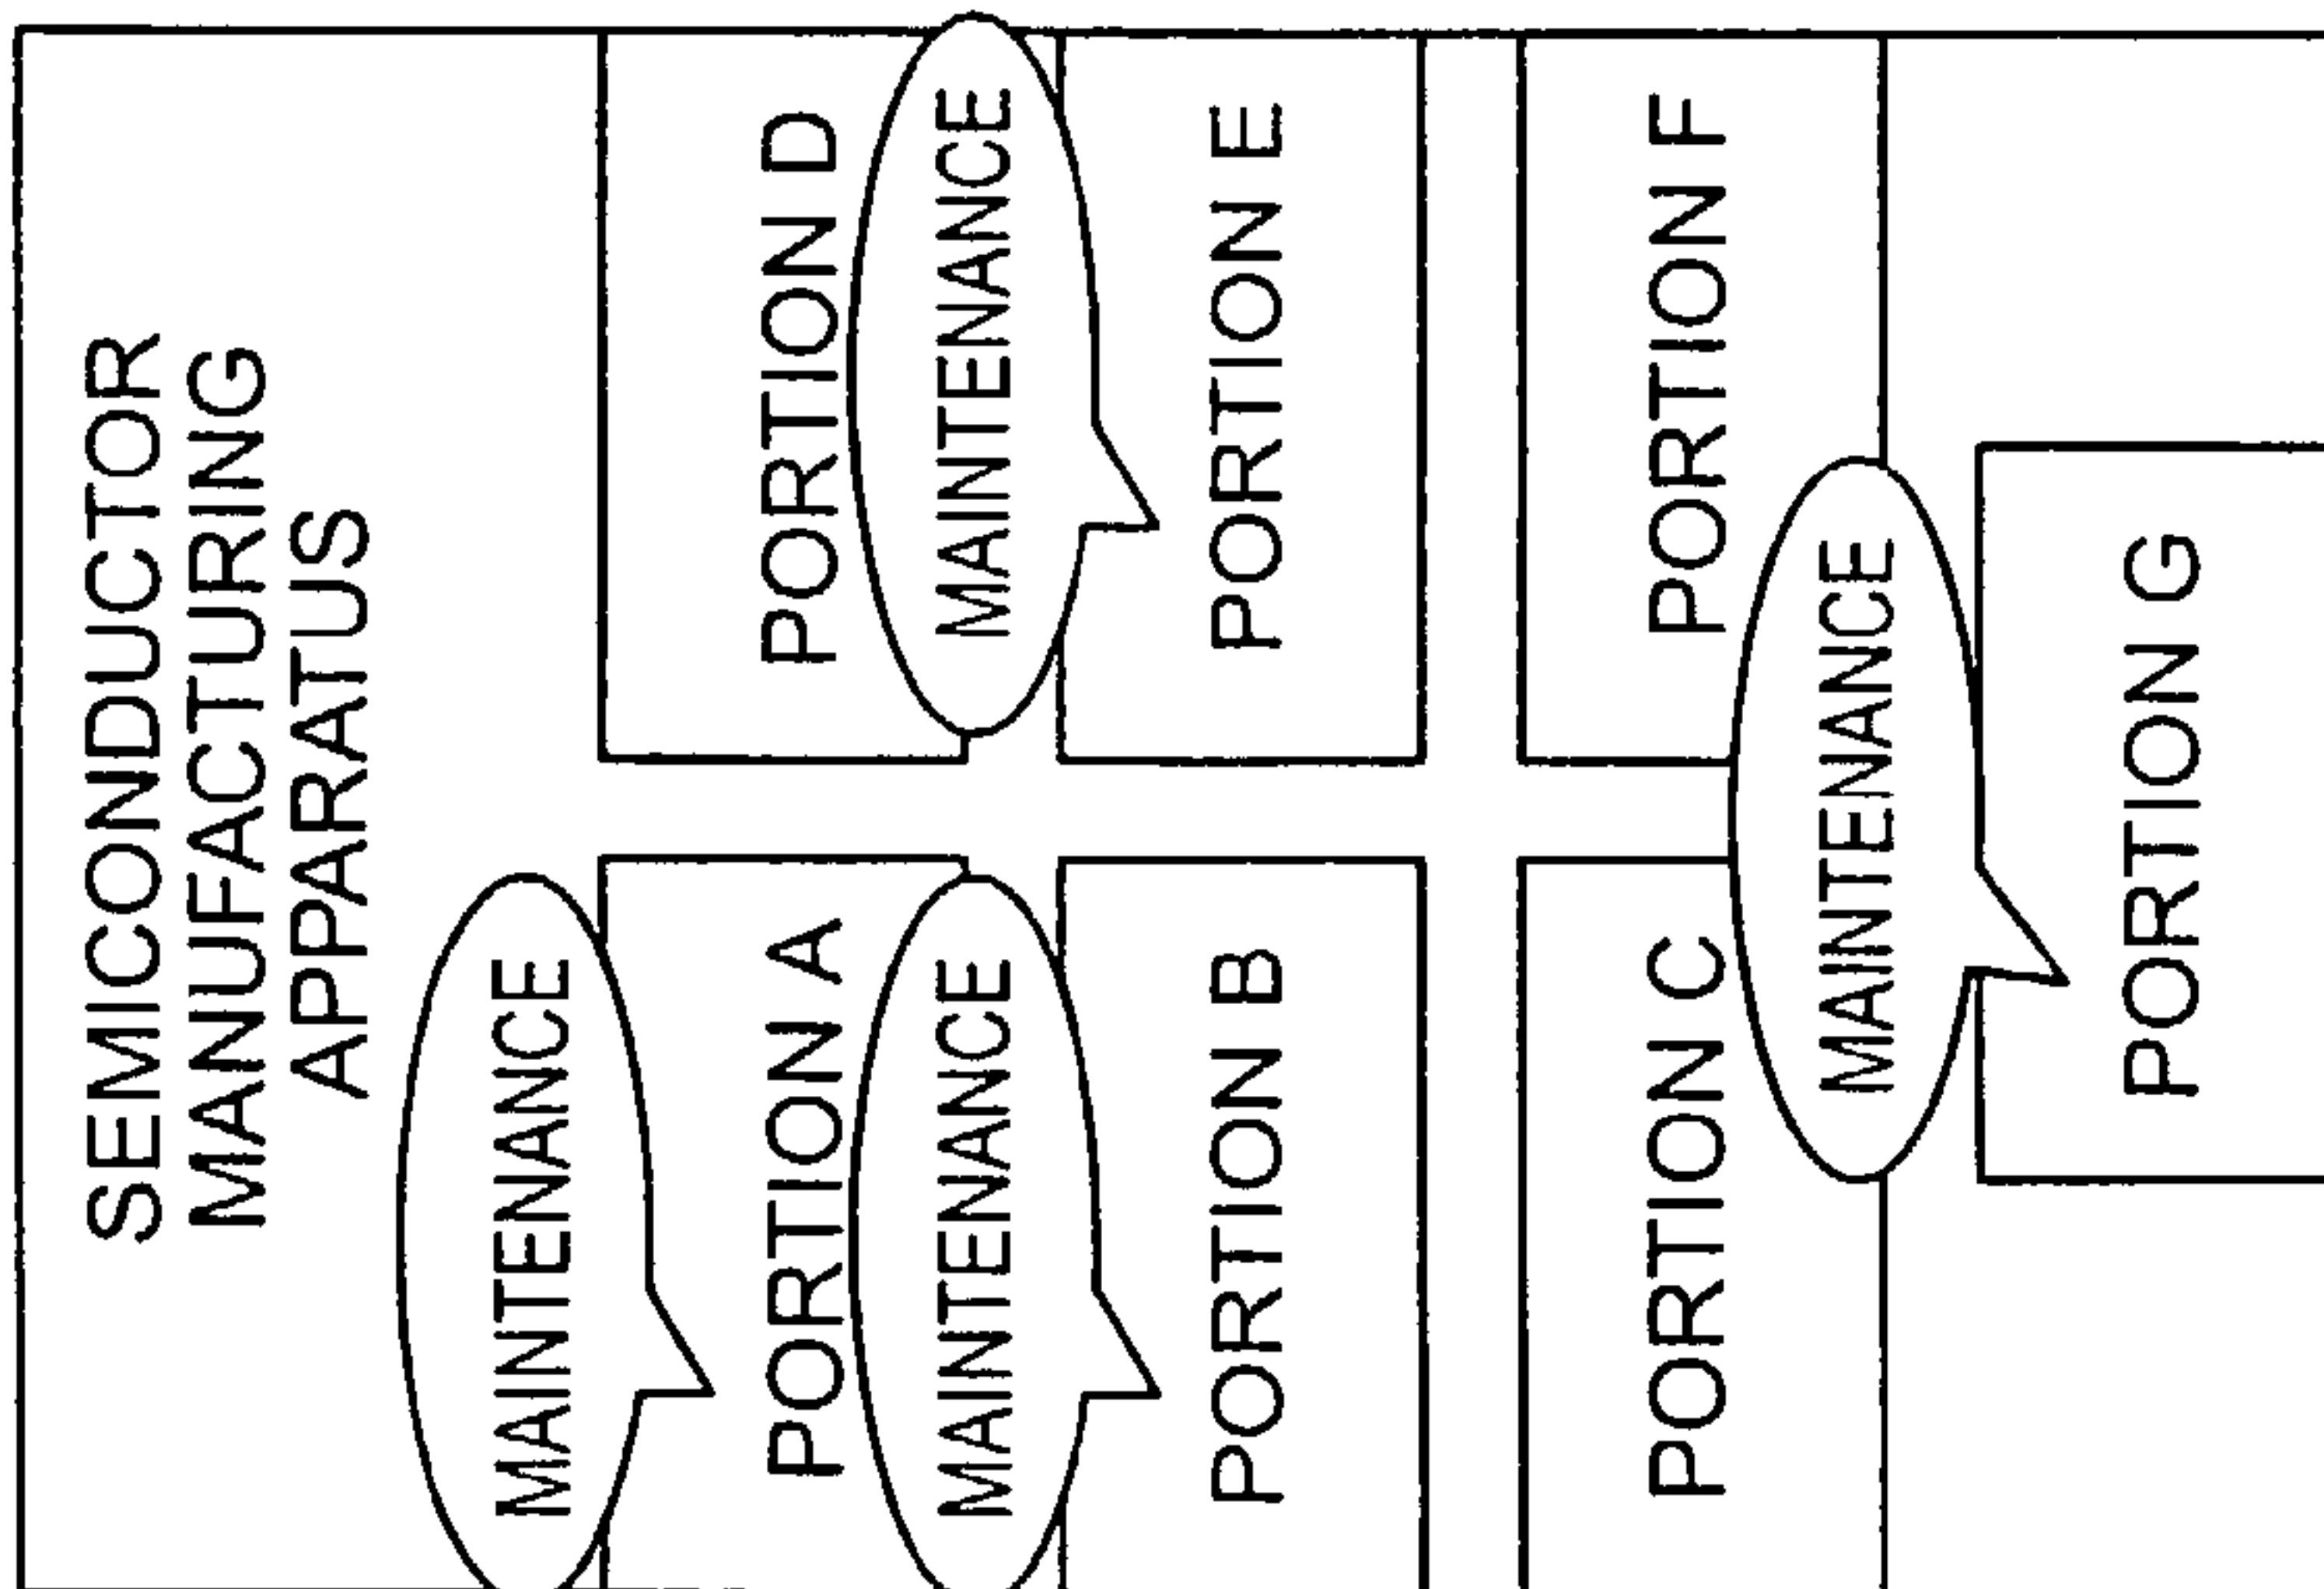 SEMICONDUCTOR
MANUFACTURING
APPARATUS
MAINTENANCE
PORTION A
PORTION D
MAINTENANCE
MAINTENANCE
PORTION B
PORTION E
PORTION C
PORTION F
MAINTENANCE
PORTION G